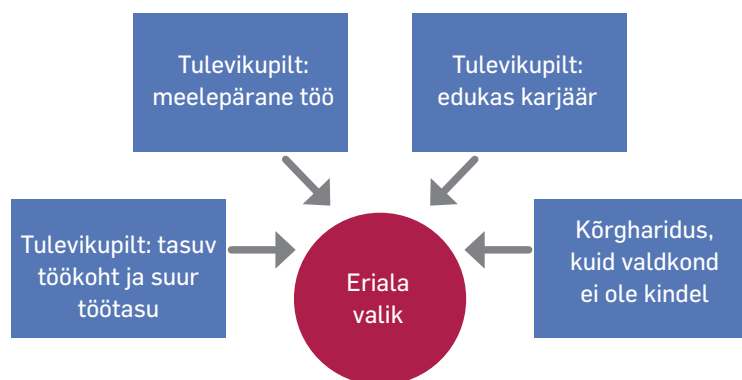 Tulevikupilt:
meelepärane töö
Tulevikupilt:
edukas karjäär
Tulevikupilt: tasuv
töökoht ja suur
töötasu
Eriala
valik
Kõrgharidus,
kuid valdkond
ei ole kindel